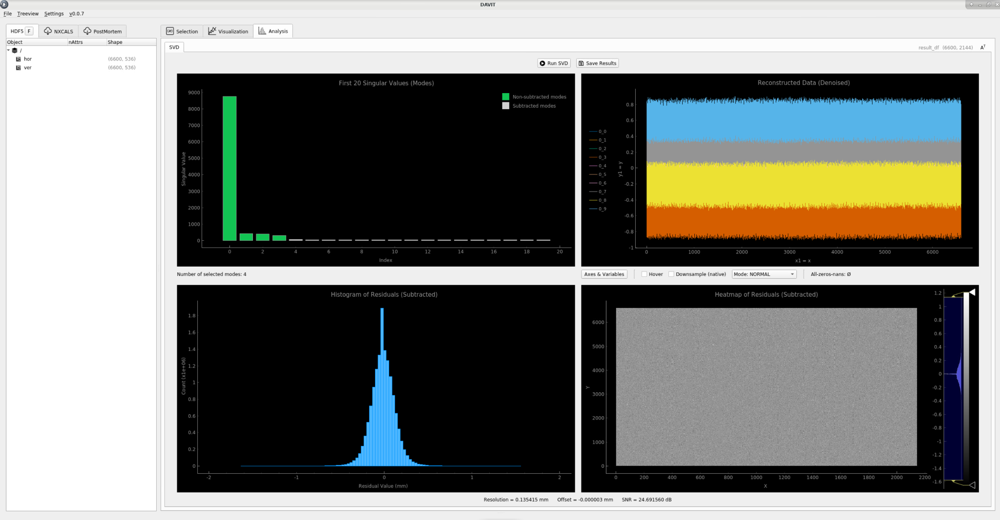 DAVIT
File Treeview Settings v0.0.7
HDF5 F NXCALS PostMortem
Selection Visualization Analysis
Object nAttrs Shape
/
hor (6600, 536)
ver (6600, 536)
SVD
result_df (6600, 2144) AT
Run SVD Save Results
First 20 Singular Values (Modes)
Non-subtracted modes
Subtracted modes
Singular Value
9000
8000
7000
6000
5000
4000
3000
2000
1000
0
0 2 4 6 8 10 12 14 16 18 20
Index
Reconstructed Data (Denoised)
0_0
0_1
0_2
0_3
0_4
0_5
0_6
0_7
0_8
0_9
y1 = y
0.8
0.6
0.4
0.2
0
-0.2
-0.4
-0.6
-0.8
-1
0 1000 2000 3000 4000 5000 6000
x1 = x
Number of selected modes: 4
Axes & Variables Hover Downsample (native) Mode: NORMAL All-zeros-nans: Ø
Histogram of Residuals (Subtracted)
Count (x1e+06)
1.8
1.6
1.4
1.2
1
0.8
0.6
0.4
0.2
0
-2 -1 0 1 2
Residual Value (mm)
Heatmap of Residuals (Subtracted)
Y
6000
5000
4000
3000
2000
1000
0
0 200 400 600 800 1000 1200 1400 1600 1800 2000 2200
X
1.2
1
0.8
0.6
0.4
0.2
0
-0.2
-0.4
-0.6
-0.8
-1
-1.2
-1.4
-1.6
Resolution = 0.135415 mm Offset = -0.000003 mm SNR = 24.691560 dB